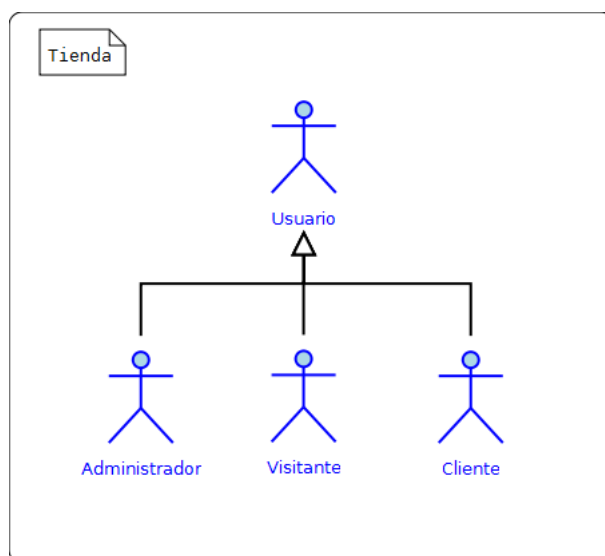 Tienda
Usuario
Administrador
Visitante
Cliente